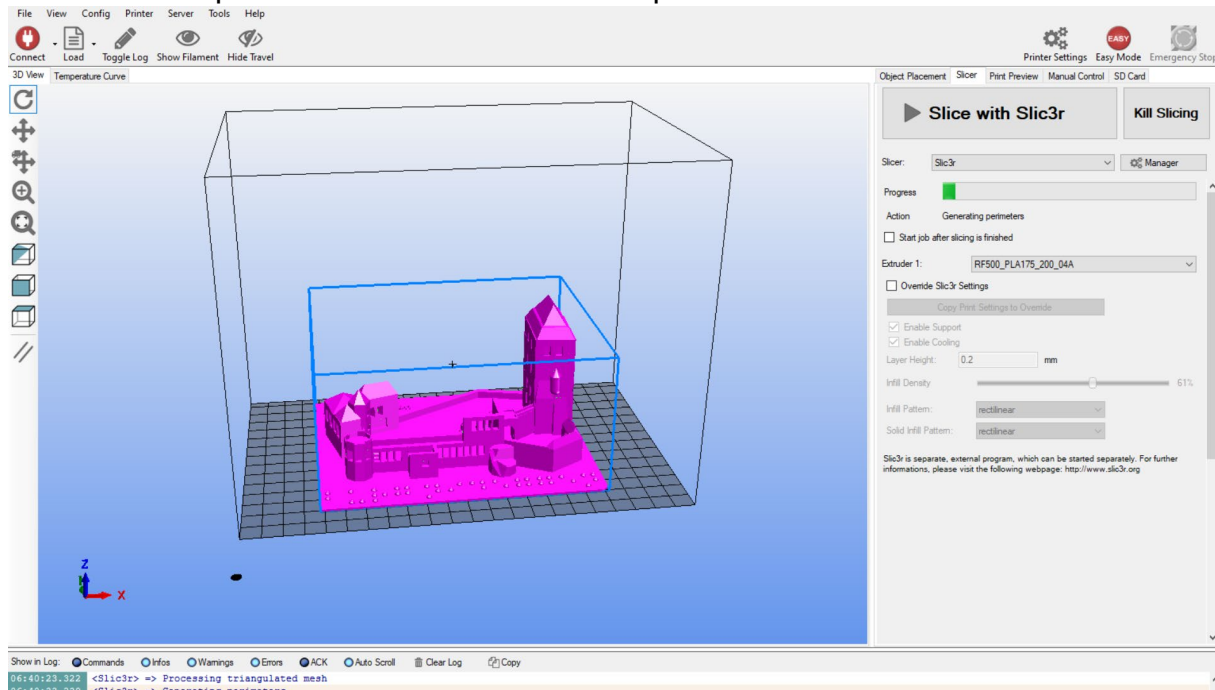 File View Config Printer Server Tools Help
Connect Load Toggle Log Show Filament Hide Travel
Printer Settings Easy Mode Emergency Stop
EASY
3D View Temperature Curve
Object Placement Slicer Print Preview Manual Control SD Card
Slice with Slic3r
Kill Slicing
Slicer: Slic3r Manager
Progress
Action Generating perimeters
Start job after slicing is finished
Extruder 1: RF500_PLA175_200_04A
Override Slic3r Settings
Copy Print Settings to Override
Enable Support
Enable Cooling
Layer Height: 0.2 mm
Infill Density 61%
Infill Pattern: rectilinear
Solid Infill Pattern: rectilinear
Slic3r is separate, external program, which can be started separately. For further
informations, please visit the following webpage: http://www.slic3r.org
Z
X
Show in Log: Commands Infos Warnings Errors ACK Auto Scroll Clear Log Copy
06:40:23.322 <Slic3r> => Processing triangulated mesh